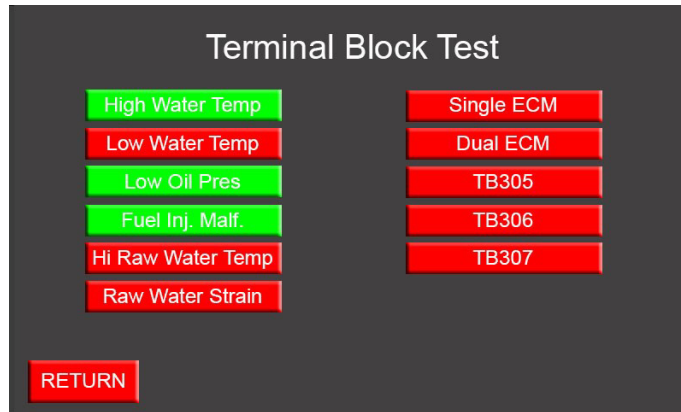 Terminal Block Test
High Water Temp
Low Water Temp
Low Oil Pres
Fuel Inj. Malf.
Hi Raw Water Temp
Raw Water Strain
Single ECM
Dual ECM
TB305
TB306
TB307
RETURN